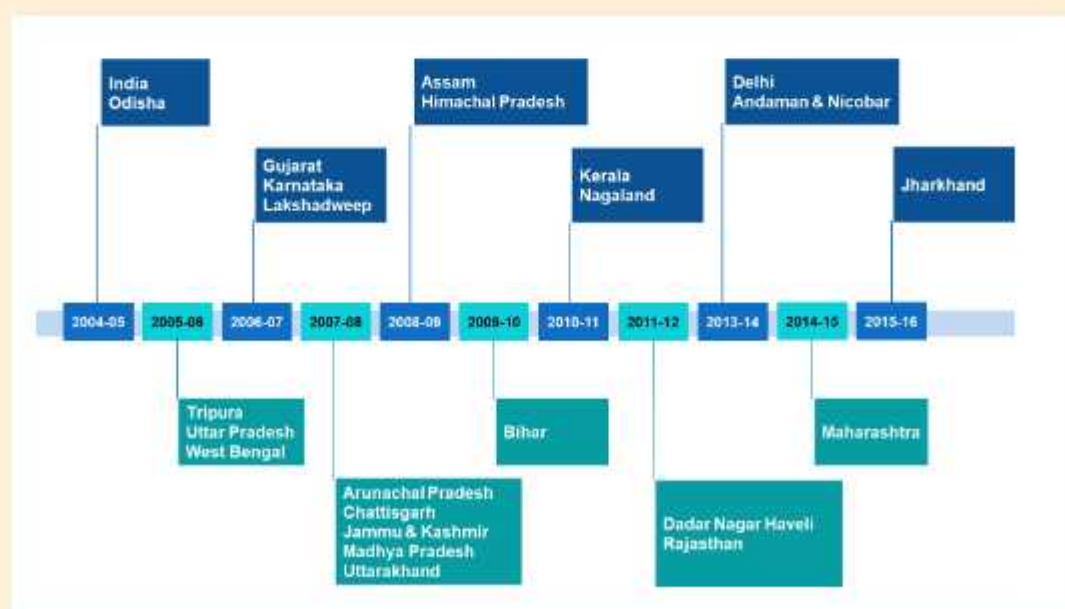 India
Odisha
Assam
Himachal Pradesh
Delhi
Andaman & Nicobar
Gujarat
Karnataka
Lakshadweep
Kerala
Nagaland
Jharkhand
2004-05
2005-06
2006-07
2007-08
2008-09
2009-10
2010-11
2011-12
2013-14
2014-15
2015-16
Tripura
Uttar Pradesh
West Bengal
Bihar
Maharashtra
Arunachal Pradesh
Chattisgarh
Jammu & Kashmir
Madhya Pradesh
Uttarakhand
Dadar Nagar Haveli
Rajasthan